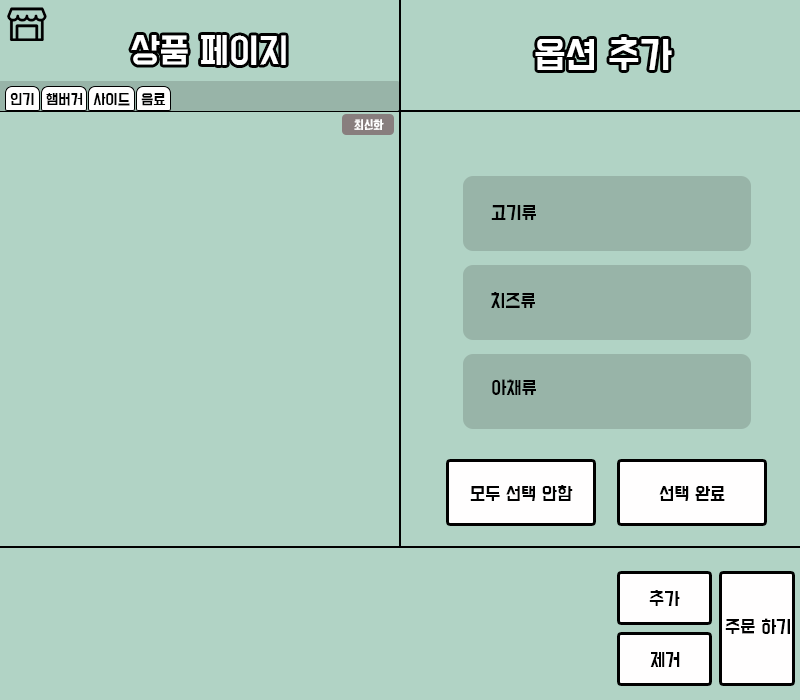 상품 페이지
인기 햄버거 사이드 음료
최신화
옵션 추가
고기류
치즈류
야채류
모두 선택 안함
선택 완료
추가
제거
주문 하기